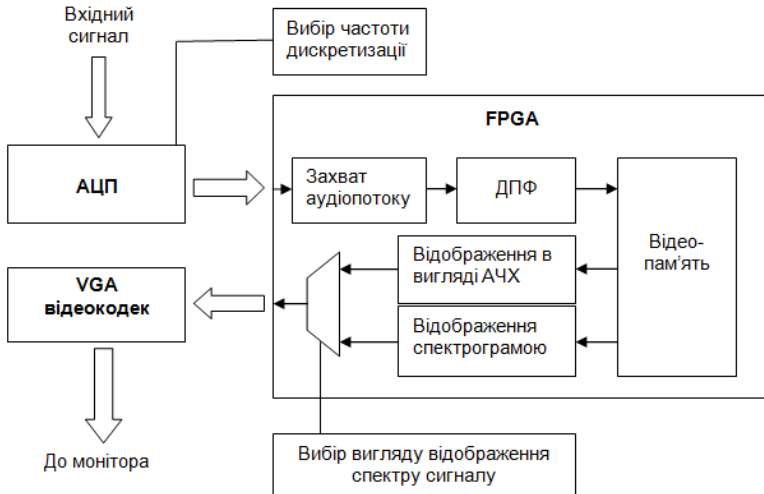 Вхідний
сигнал
Вибір частоти
дискретизації
FPGA
АЦП
Захват
аудіопотоку
ДПФ
Відео-
пам'ять
Відображення в
вигляді АЧХ
VGA
відеокодек
Відображення
спектрограмою
До монітора
Вибір вигляду відображення
спектру сигналу